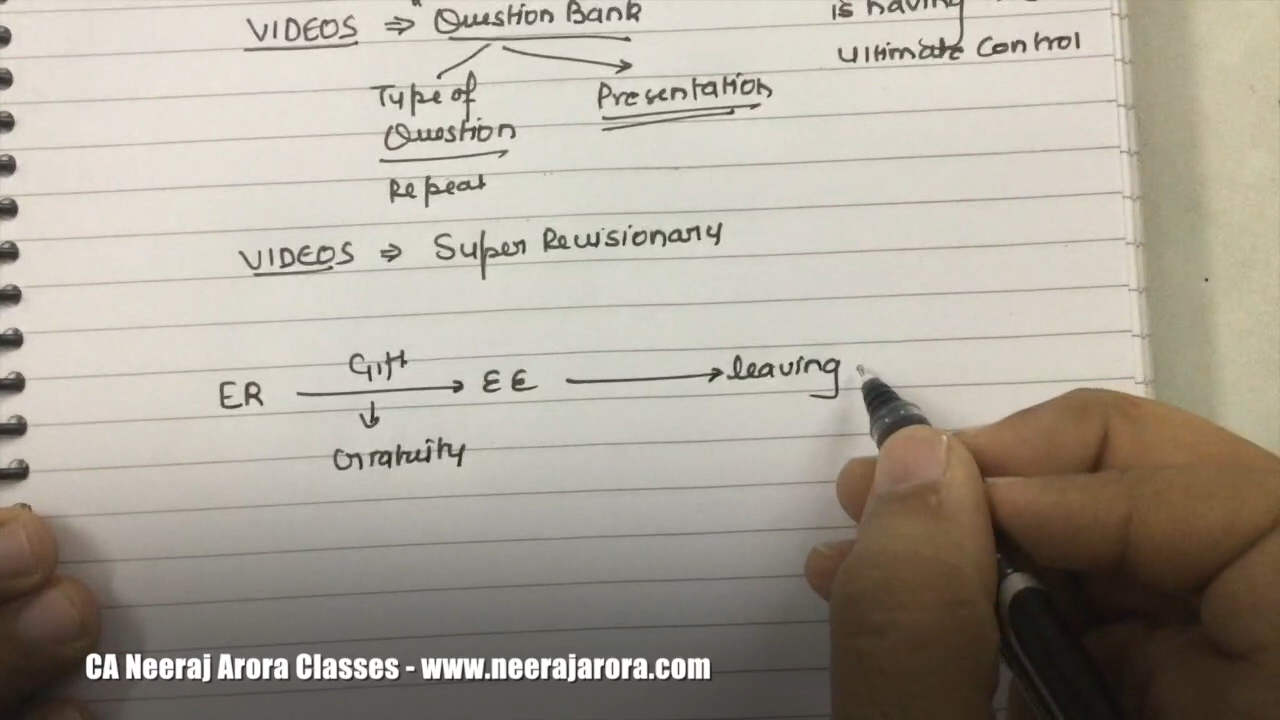 VIDEOS ⇒ Question Bank
is having
Ultimate Control
Type of
Question
Presentation
Repeat
VIDEOS ⇒ Super Revisionary
Gift
ER → EE → leaving
↓
Gratuity
CA Neeraj Arora Classes - www.neerajarora.com